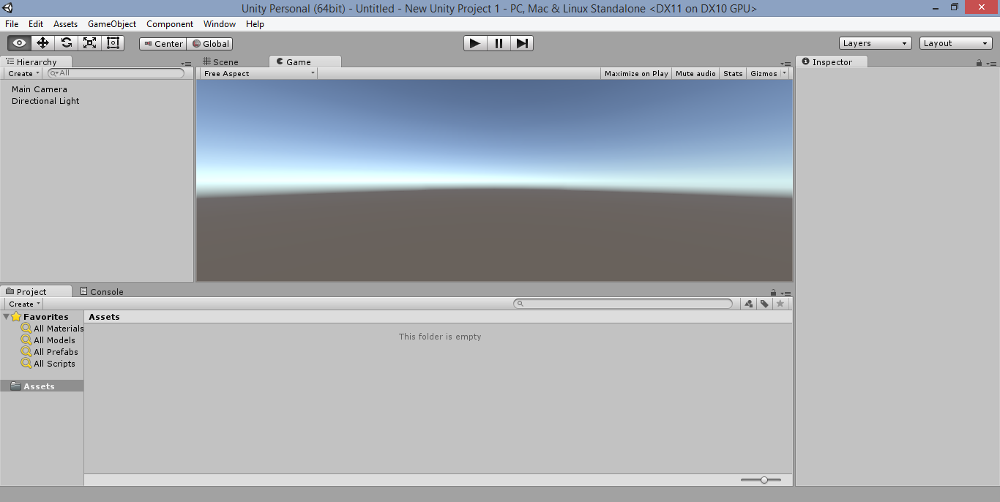 Unity Personal (64bit) - Untitled - New Unity Project 1 - PC, Mac & Linux Standalone <DX11 on DX10 GPU>
File Edit Assets GameObject Component Window Help
Center Global Layers Layout
Hierarchy Scene Game Inspector
Create All Free Aspect Maximize on Play Mute audio Stats Gizmos
Main Camera
Directional Light
Project Console
Create
Favorites Assets
All Materials
This folder is empty
All Models
All Prefabs
All Scripts
Assets